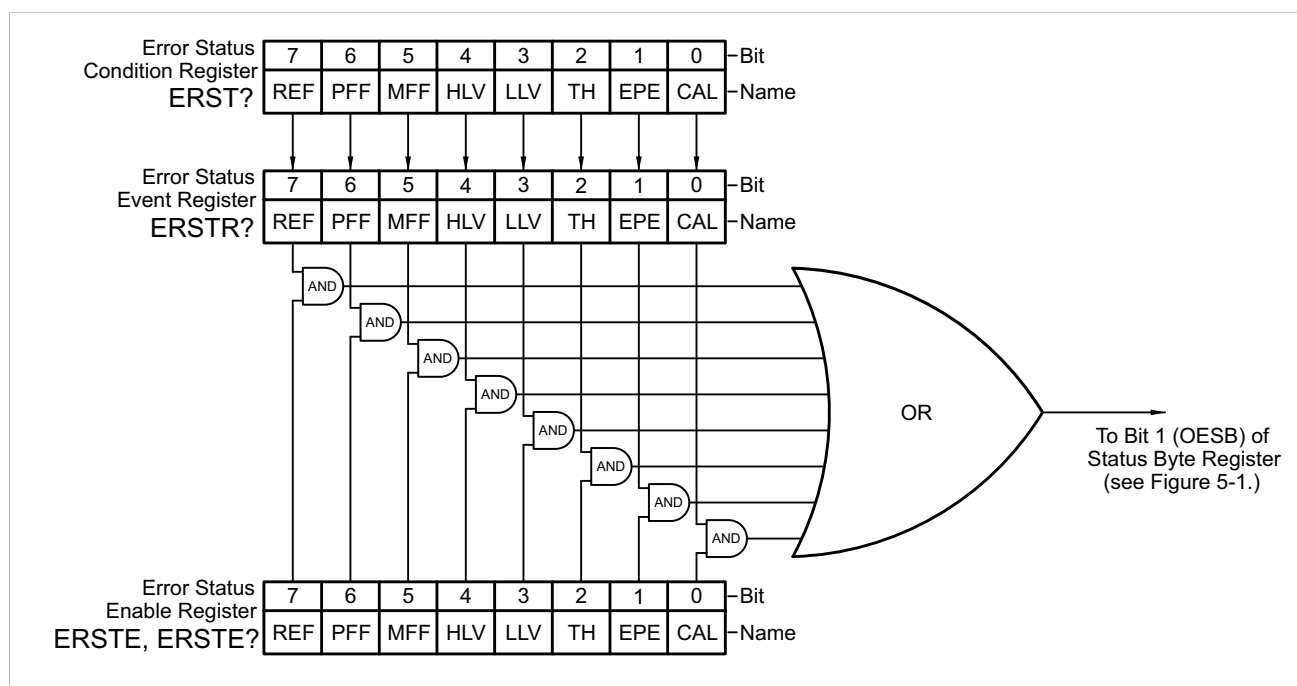 Error Status
Condition Register
ERST?
7 6 5 4 3 2 1 0 Bit
REF PFF MFF HLV LLV TH EPE CAL Name
Error Status
Event Register
ERSTR?
7 6 5 4 3 2 1 0 Bit
REF PFF MFF HLV LLV TH EPE CAL Name
AND
AND
AND
AND
AND
AND
AND
AND
OR
To Bit 1 (OESB) of
Status Byte Register
(see Figure 5-1.)
Error Status
Enable Register
ERSTE, ERSTE?
7 6 5 4 3 2 1 0 Bit
REF PFF MFF HLV LLV TH EPE CAL Name